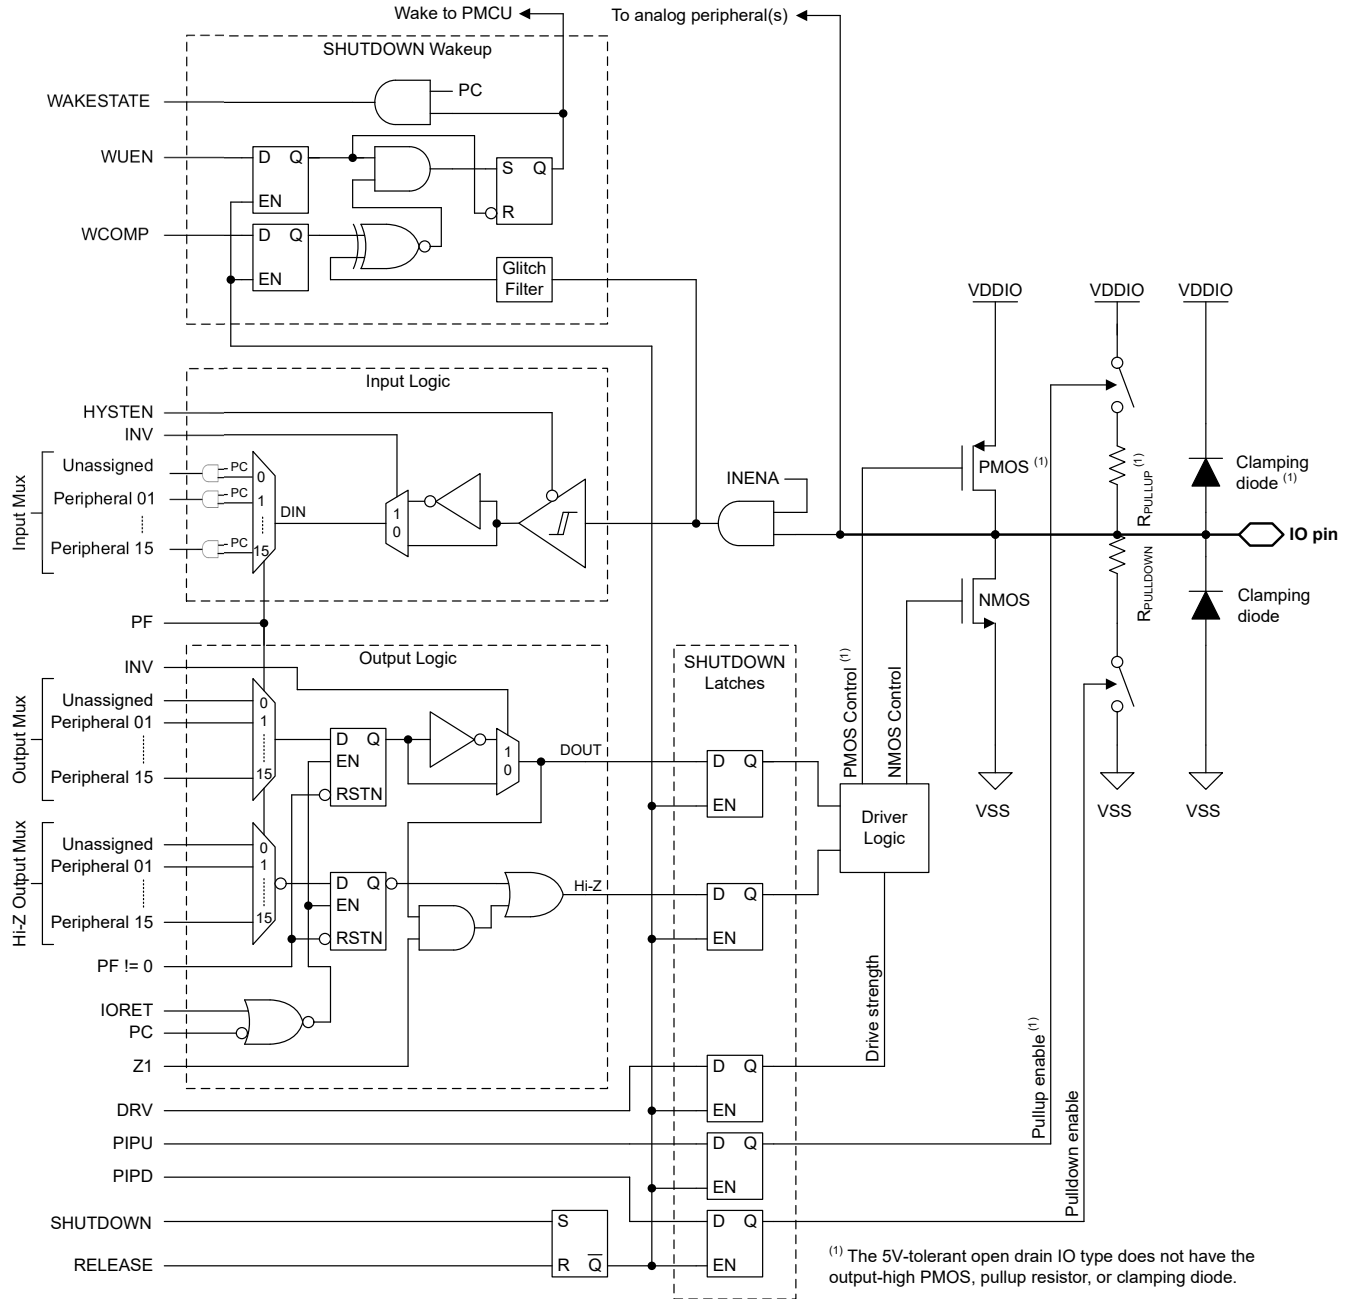 Wake to PMCU
To analog peripheral(s)
SHUTDOWN Wakeup
WAKESTATE
PC
WUEN
D Q
EN
S Q
R
WCOMP
D Q
EN
Glitch
Filter
VDDIO
VDDIO
VDDIO
Input Logic
HYSTEN
INV
Input Mux
Unassigned
PC
0
Peripheral 01
PC
1
Peripheral 15
PC
15
DIN
1
0
INENA
PMOS (1)
RPULLUP (1)
Clamping
diode (1)
IO pin
RPULLDOWN
NMOS
Clamping
diode
PF
Output Logic
INV
Output Mux
Unassigned
0
Peripheral 01
1
Peripheral 15
15
D Q
EN
RSTN
1
0
DOUT
SHUTDOWN
Latches
D Q
EN
PMOS Control (1)
NMOS Control
Driver
Logic
VSS
VSS
VSS
Hi-Z Output Mux
Unassigned
0
Peripheral 01
1
Peripheral 15
15
D Q
EN
RSTN
Hi-Z
D Q
EN
PF != 0
IORET
PC
Z1
Drive strength
D Q
EN
DRV
PIPU
D Q
EN
Pullup enable (1)
Pulldown enable
PIPD
SHUTDOWN
S
D Q
EN
RELEASE
R Q
(1) The 5V-tolerant open drain IO type does not have the
output-high PMOS, pullup resistor, or clamping diode.